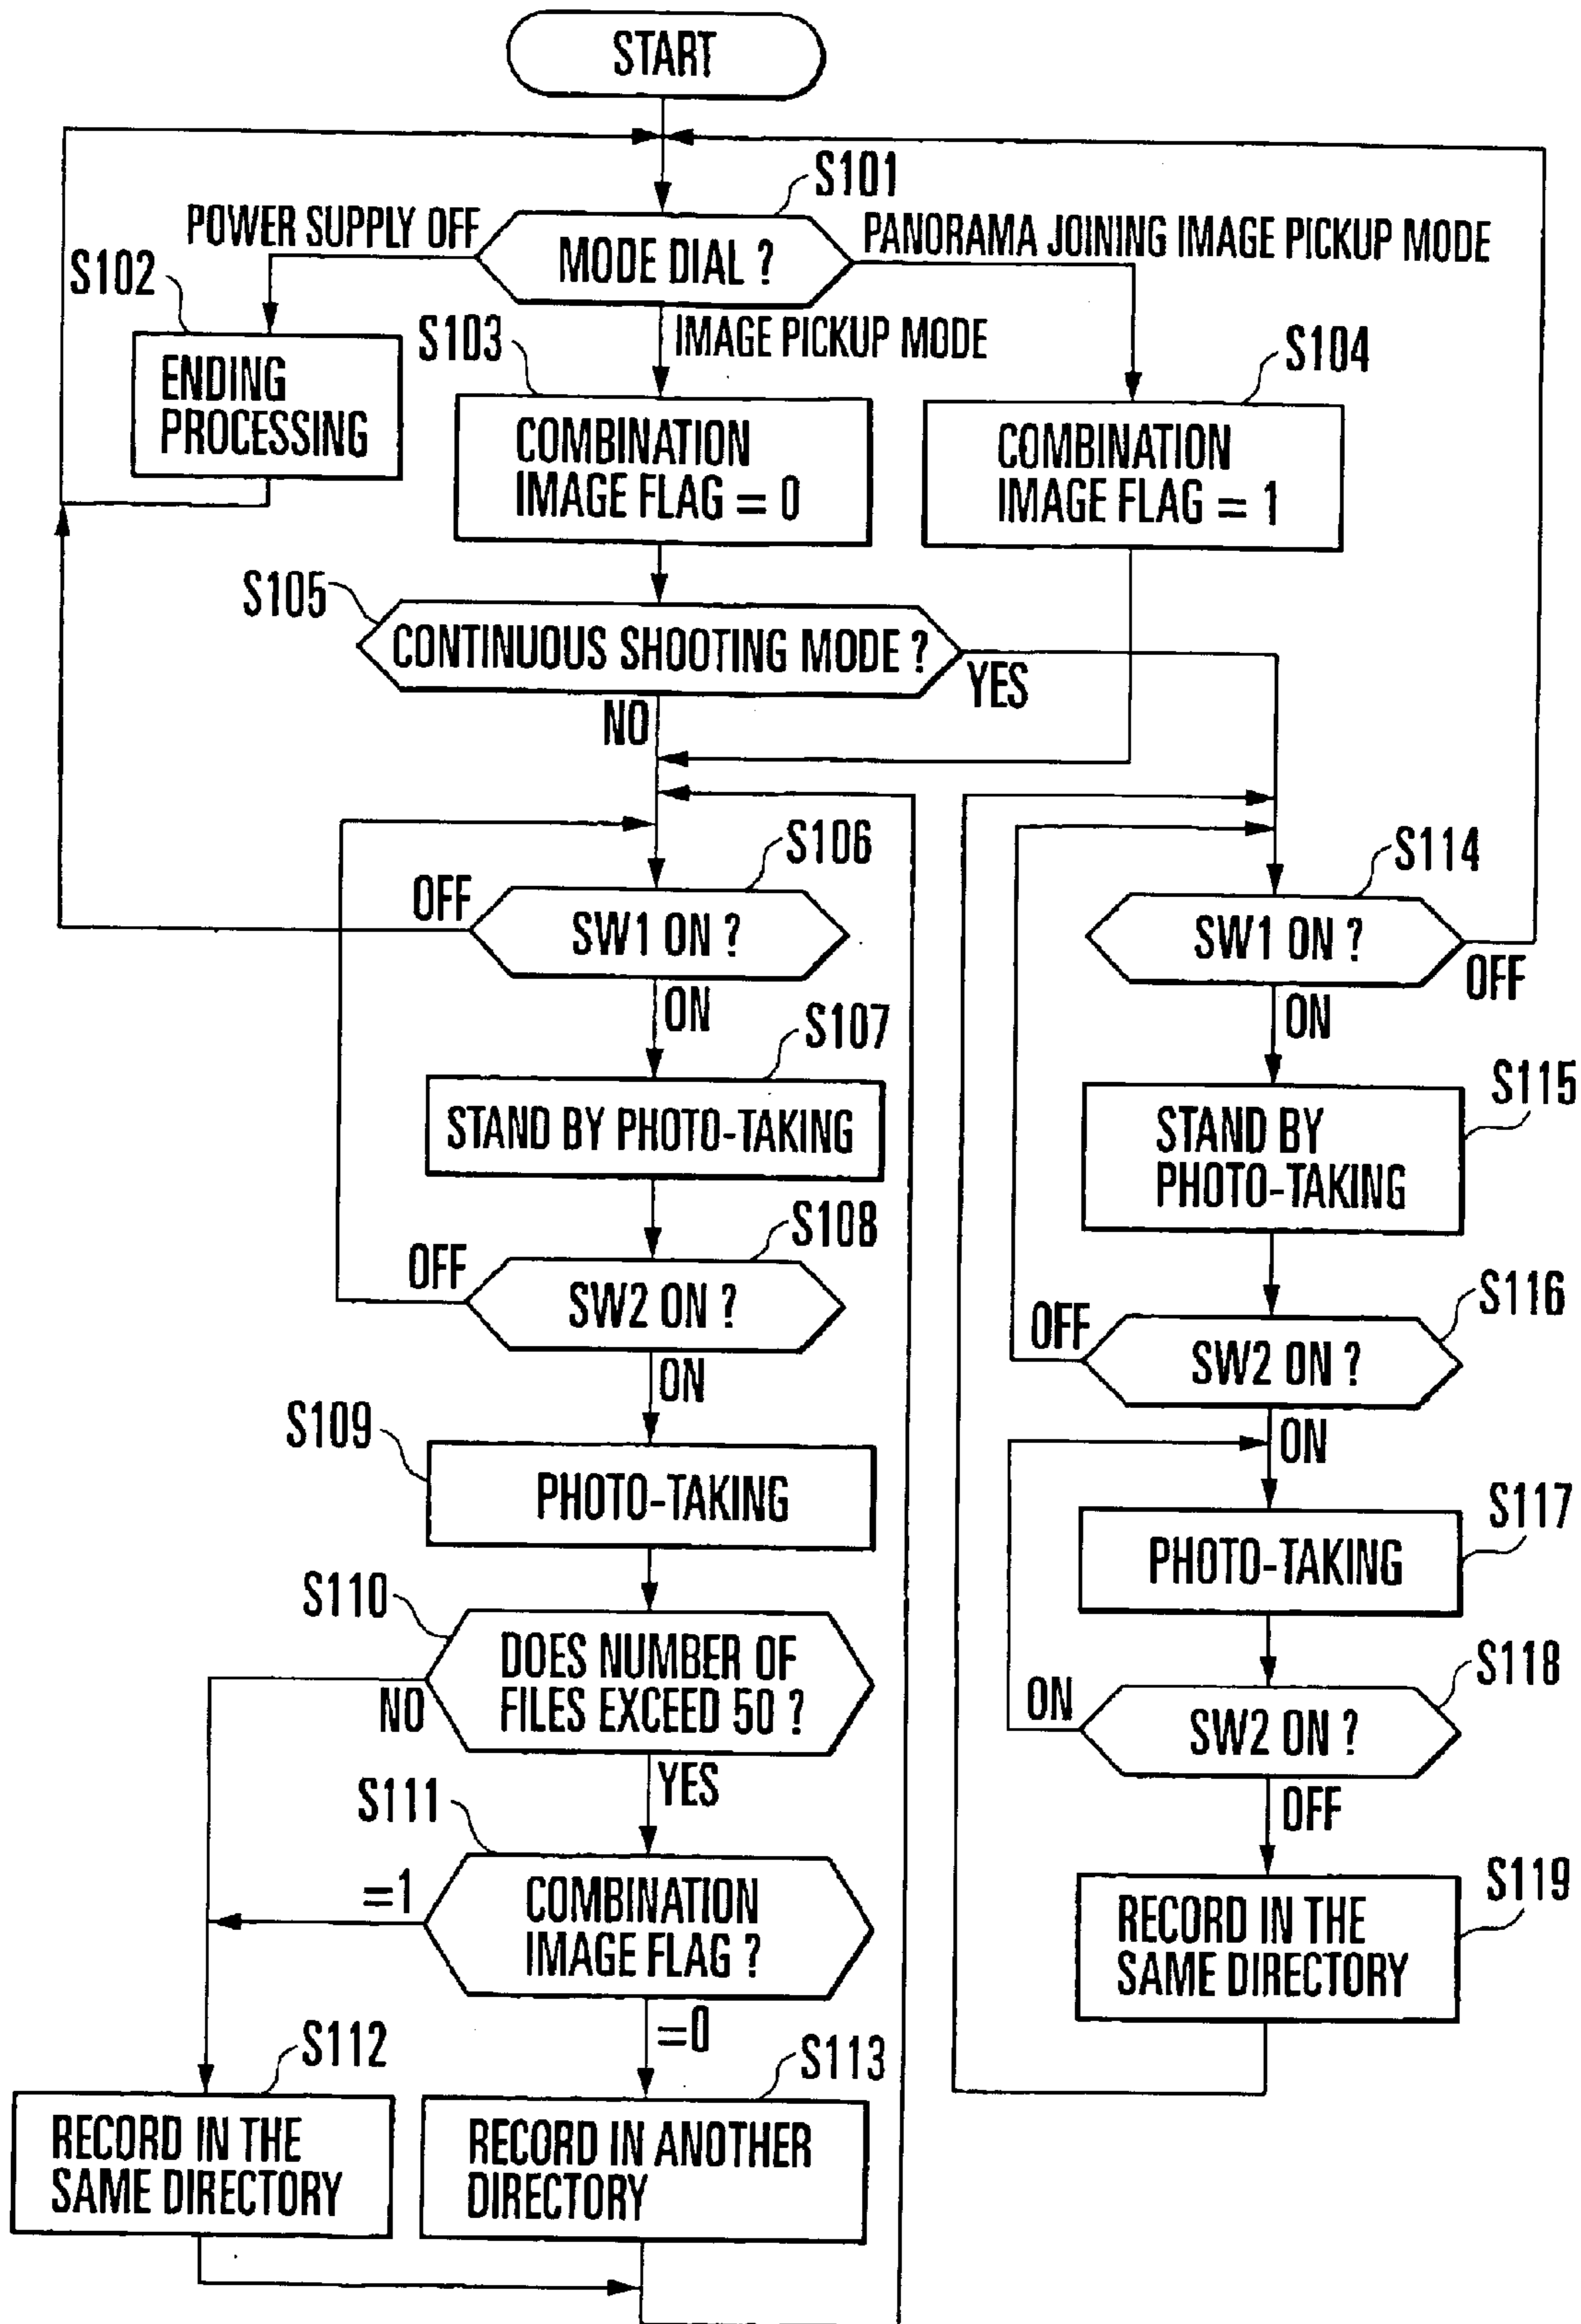 START
S101
POWER SUPPLY OFF
MODE DIAL ?
PANORAMA JOINING IMAGE PICKUP MODE
S102
ENDING
PROCESSING
S103
IMAGE PICKUP MODE
S104
COMBINATION
IMAGE FLAG = 0
COMBINATION
IMAGE FLAG = 1
S105
CONTINUOUS SHOOTING MODE ?
YES
NO
S106
OFF
SW1 ON ?
ON
S107
STAND BY PHOTO-TAKING
S108
OFF
SW2 ON ?
ON
S109
PHOTO-TAKING
S110
DOES NUMBER OF
FILES EXCEED 50 ?
NO
YES
S111
=1
COMBINATION
IMAGE FLAG ?
=0
S112
RECORD IN THE
SAME DIRECTORY
S113
RECORD IN ANOTHER
DIRECTORY
S114
SW1 ON ?
OFF
ON
S115
STAND BY
PHOTO-TAKING
S116
OFF
SW2 ON ?
ON
S117
PHOTO-TAKING
S118
ON
SW2 ON ?
OFF
S119
RECORD IN THE
SAME DIRECTORY